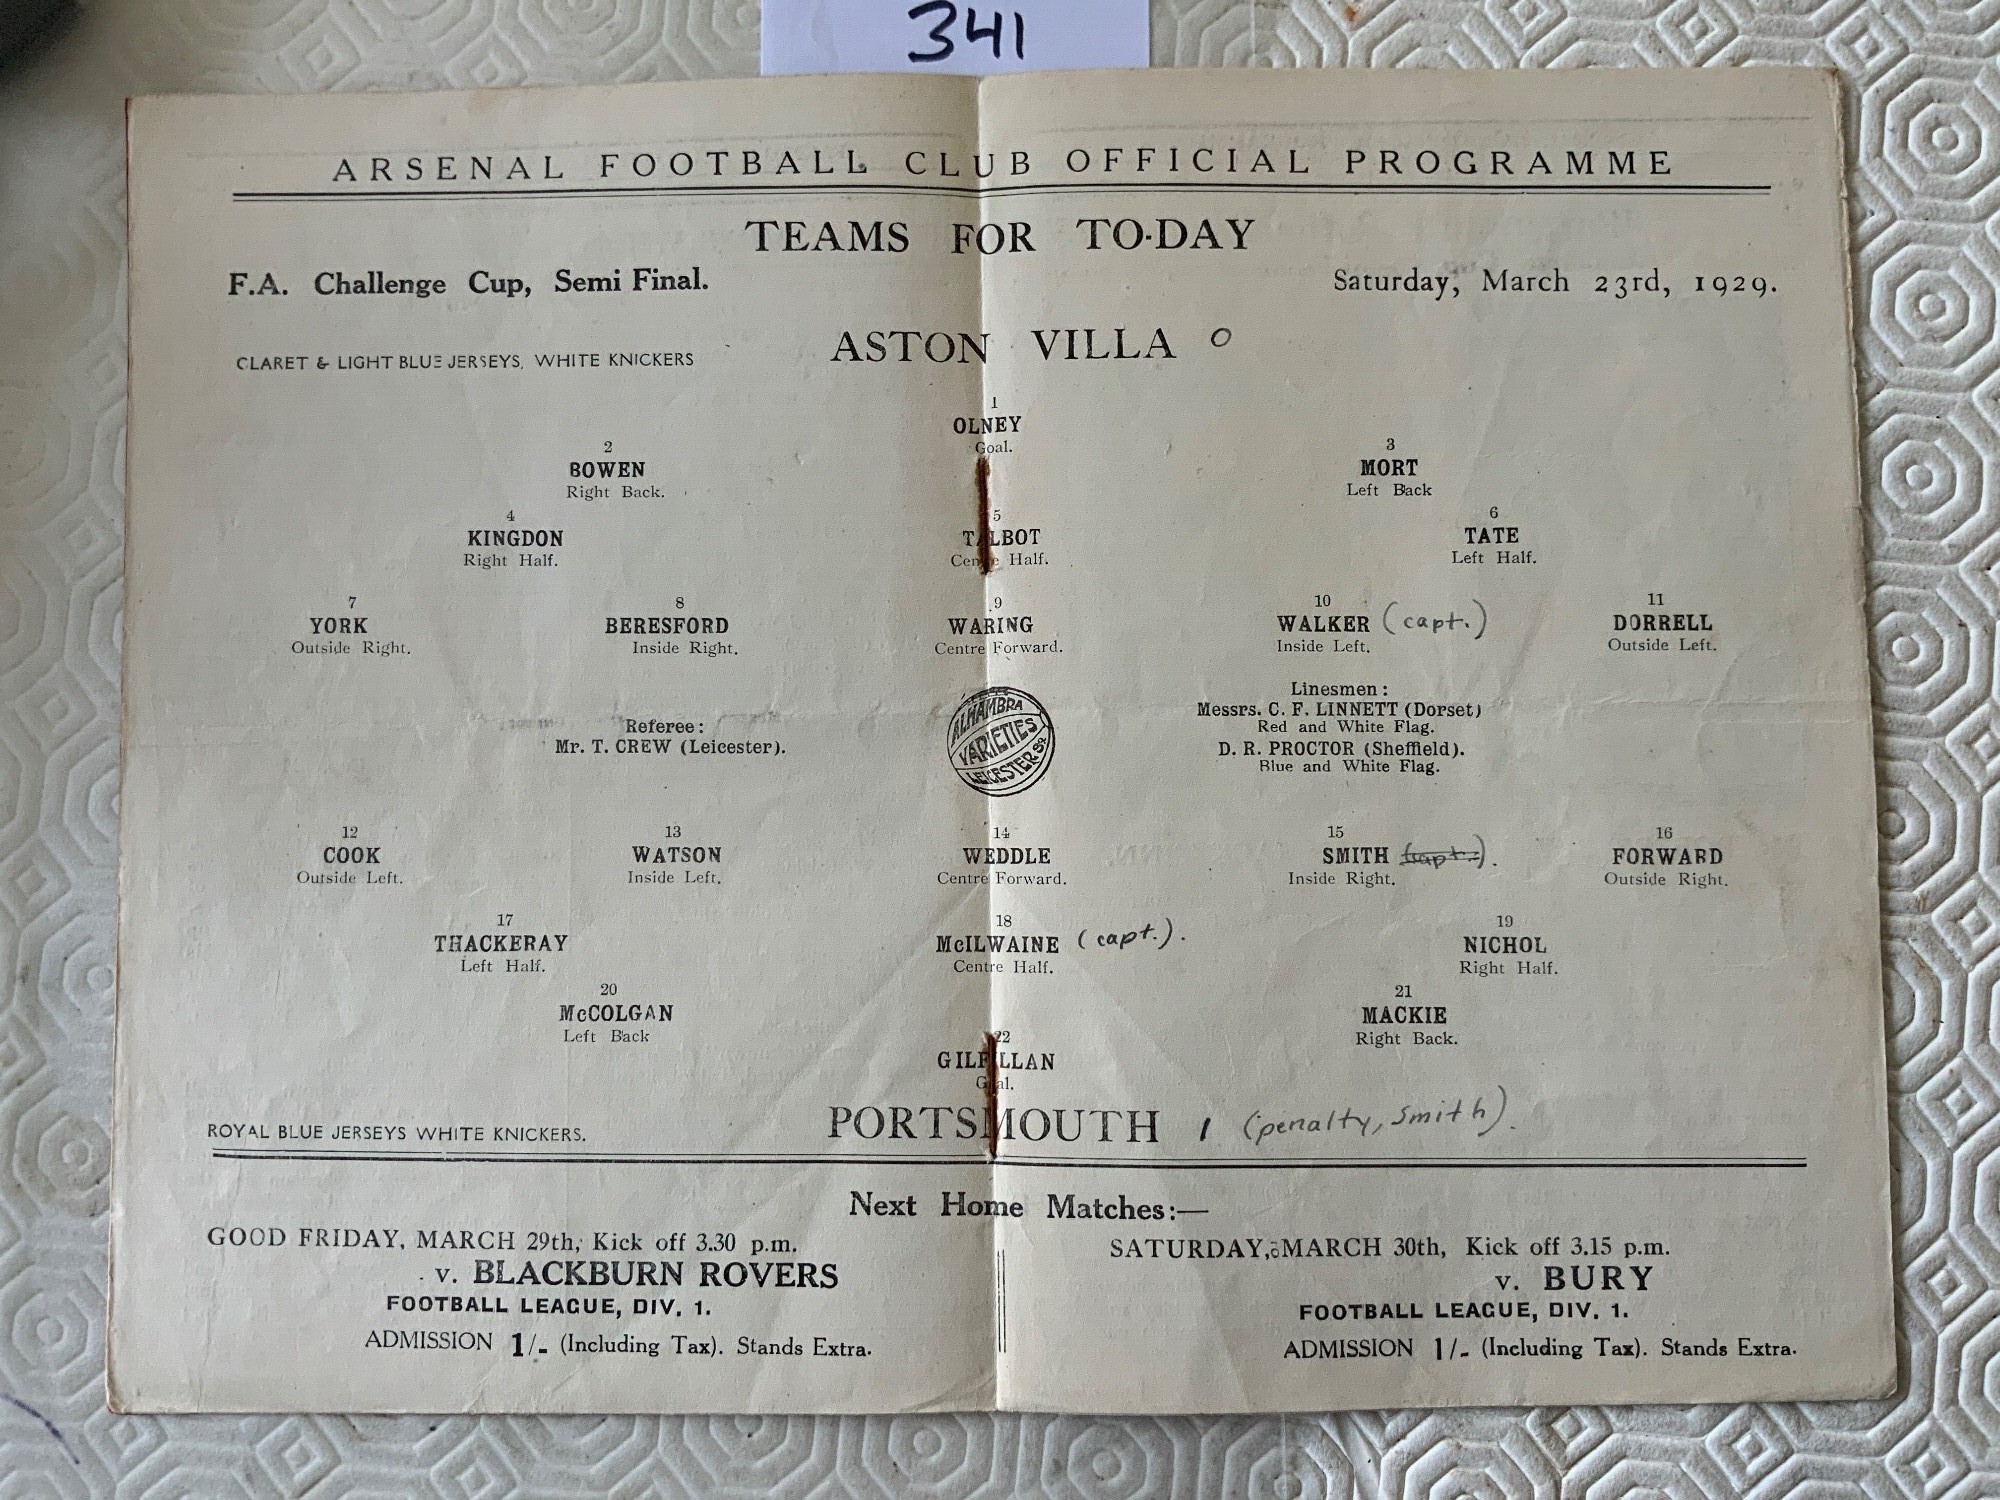 341
ARSENAL FOOTBALL CLUB OFFICIAL PROGRAMME
TEAMS FOR TO-DAY
F.A. Challenge Cup, Semi Final.
Saturday, March 23rd, 1929.
ASTON VILLA 0
CLARET & LIGHT BLUE JERSEYS, WHITE KNICKERS
1
OLNEY
Goal.
2
BOWEN
Right Back.
3
MORT
Left Back
4
KINGDON
Right Half.
5
TALBOT
Centre Half.
6
TATE
Left Half.
7
YORK
Outside Right.
8
BERESFORD
Inside Right.
9
WARING
Centre Forward.
10
WALKER (capt.)
Inside Left.
11
DORRELL
Outside Left.
Referee:
Mr. T. CREW (Leicester).
ALHAMBRA
VARIETIES
LEICESTER SQ
Linesmen:
Messrs. C. F. LINNETT (Dorset)
Red and White Flag.
D. R. PROCTOR (Sheffield).
Blue and White Flag.
12
COOK
Outside Left.
13
WATSON
Inside Left.
14
WEDDLE
Centre Forward.
15
SMITH (capt.).
Inside Right.
16
FORWARD
Outside Right.
17
THACKERAY
Left Half.
18
McILWAINE (capt.).
Centre Half.
19
NICHOL
Right Half.
20
McCOLGAN
Left Back
21
MACKIE
Right Back.
22
GILFILLAN
Goal.
PORTSMOUTH 1 (penalty, Smith).
ROYAL BLUE JERSEYS WHITE KNICKERS.
Next Home Matches:—
GOOD FRIDAY, MARCH 29th, Kick off 3.30 p.m.
v. BLACKBURN ROVERS
FOOTBALL LEAGUE, DIV. 1.
ADMISSION 1/- (Including Tax). Stands Extra.
SATURDAY, MARCH 30th, Kick off 3.15 p.m.
v. BURY
FOOTBALL LEAGUE, DIV. 1.
ADMISSION 1/- (Including Tax). Stands Extra.